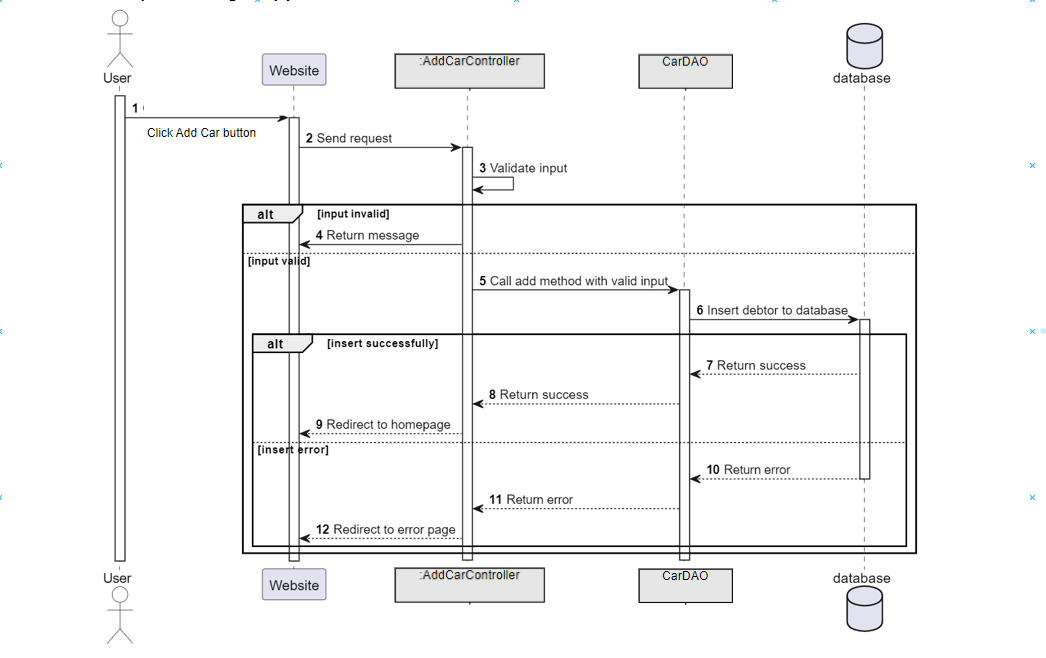 User
Website
:AddCarController
CarDAO
database
1
Click Add Car button
2 Send request
3 Validate input
alt [input invalid]
4 Return message
[input valid]
5 Call add method with valid input
6 Insert debtor to database
alt [insert successfully]
7 Return success
8 Return success
9 Redirect to homepage
[insert error]
10 Return error
11 Return error
12 Redirect to error page
User
Website
:AddCarController
CarDAO
database